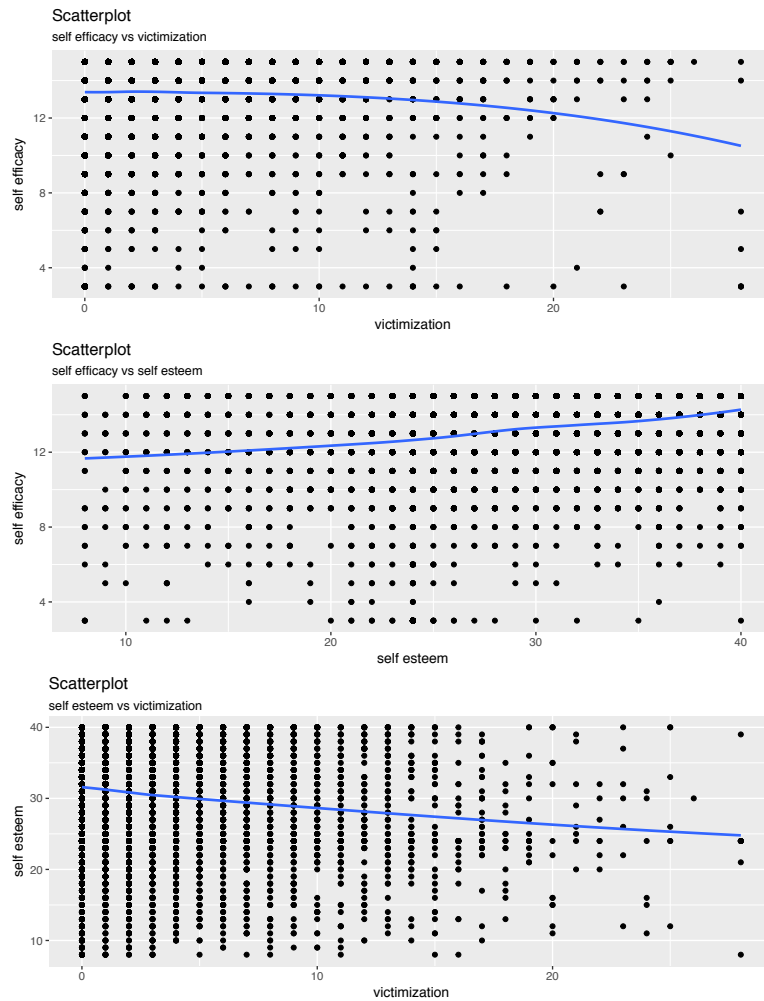 Scatterplot
self efficacy vs victimization
12
8
4
self efficacy
0
10
20
victimization
Scatterplot
self efficacy vs self esteem
12
8
4
self efficacy
10
20
30
40
self esteem
Scatterplot
self esteem vs victimization
40
30
20
10
self esteem
0
10
20
victimization